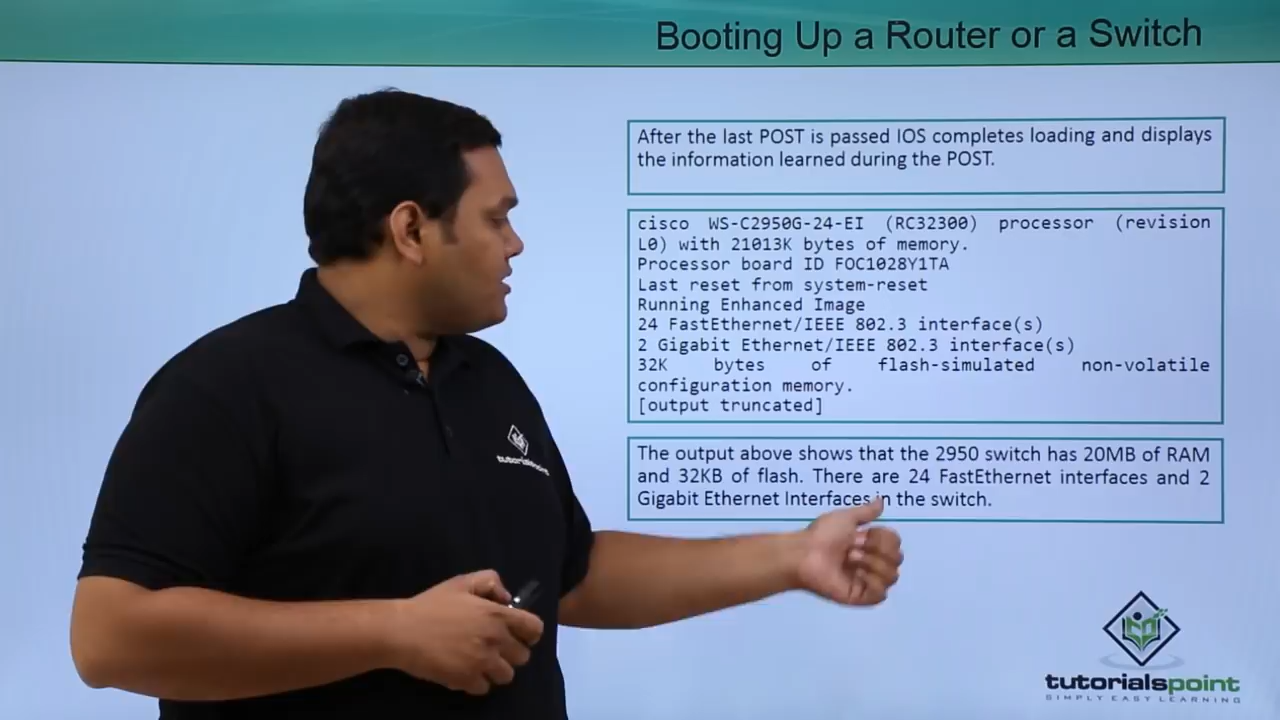 Booting Up a Router or a Switch
After the last POST is passed IOS completes loading and displays
the information learned during the POST.
cisco WS-C2950G-24-EI (RC32300) processor (revision
L0) with 21013K bytes of memory.
Processor board ID FOC1028Y1TA
Last reset from system-reset
Running Enhanced Image
24 FastEthernet/IEEE 802.3 interface(s)
2 Gigabit Ethernet/IEEE 802.3 interface(s)
32K bytes of flash-simulated non-volatile
configuration memory.
[output truncated]
The output above shows that the 2950 switch has 20MB of RAM
and 32KB of flash. There are 24 FastEthernet interfaces and 2
Gigabit Ethernet Interfaces in the switch.
tutorialspoint
tutorialspoint
SIMPLY EASY LEARNING